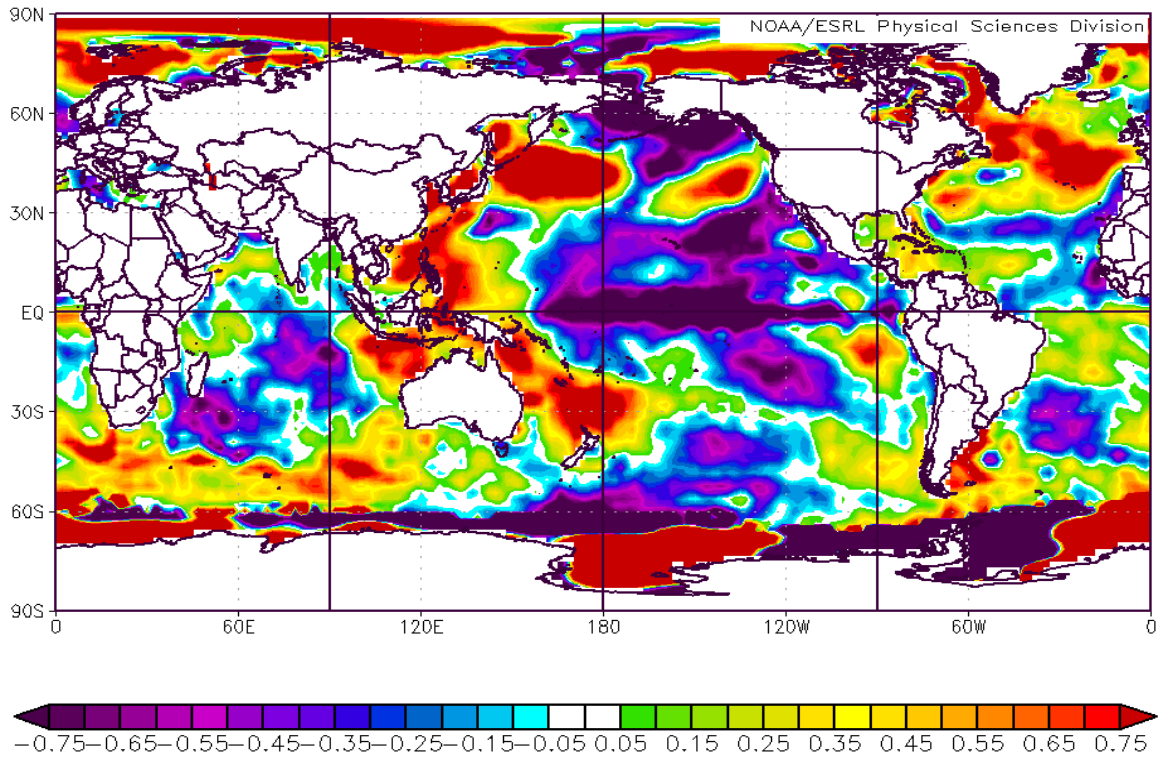 90N
NOAA/ESRL Physical Sciences Division
60N
30N
EQ
30S
60S
90S
0 60E 120E 180 120W 60W 0
−0.75−0.65−0.55−0.45−0.35−0.25−0.15−0.05 0.05 0.15 0.25 0.35 0.45 0.55 0.65 0.75